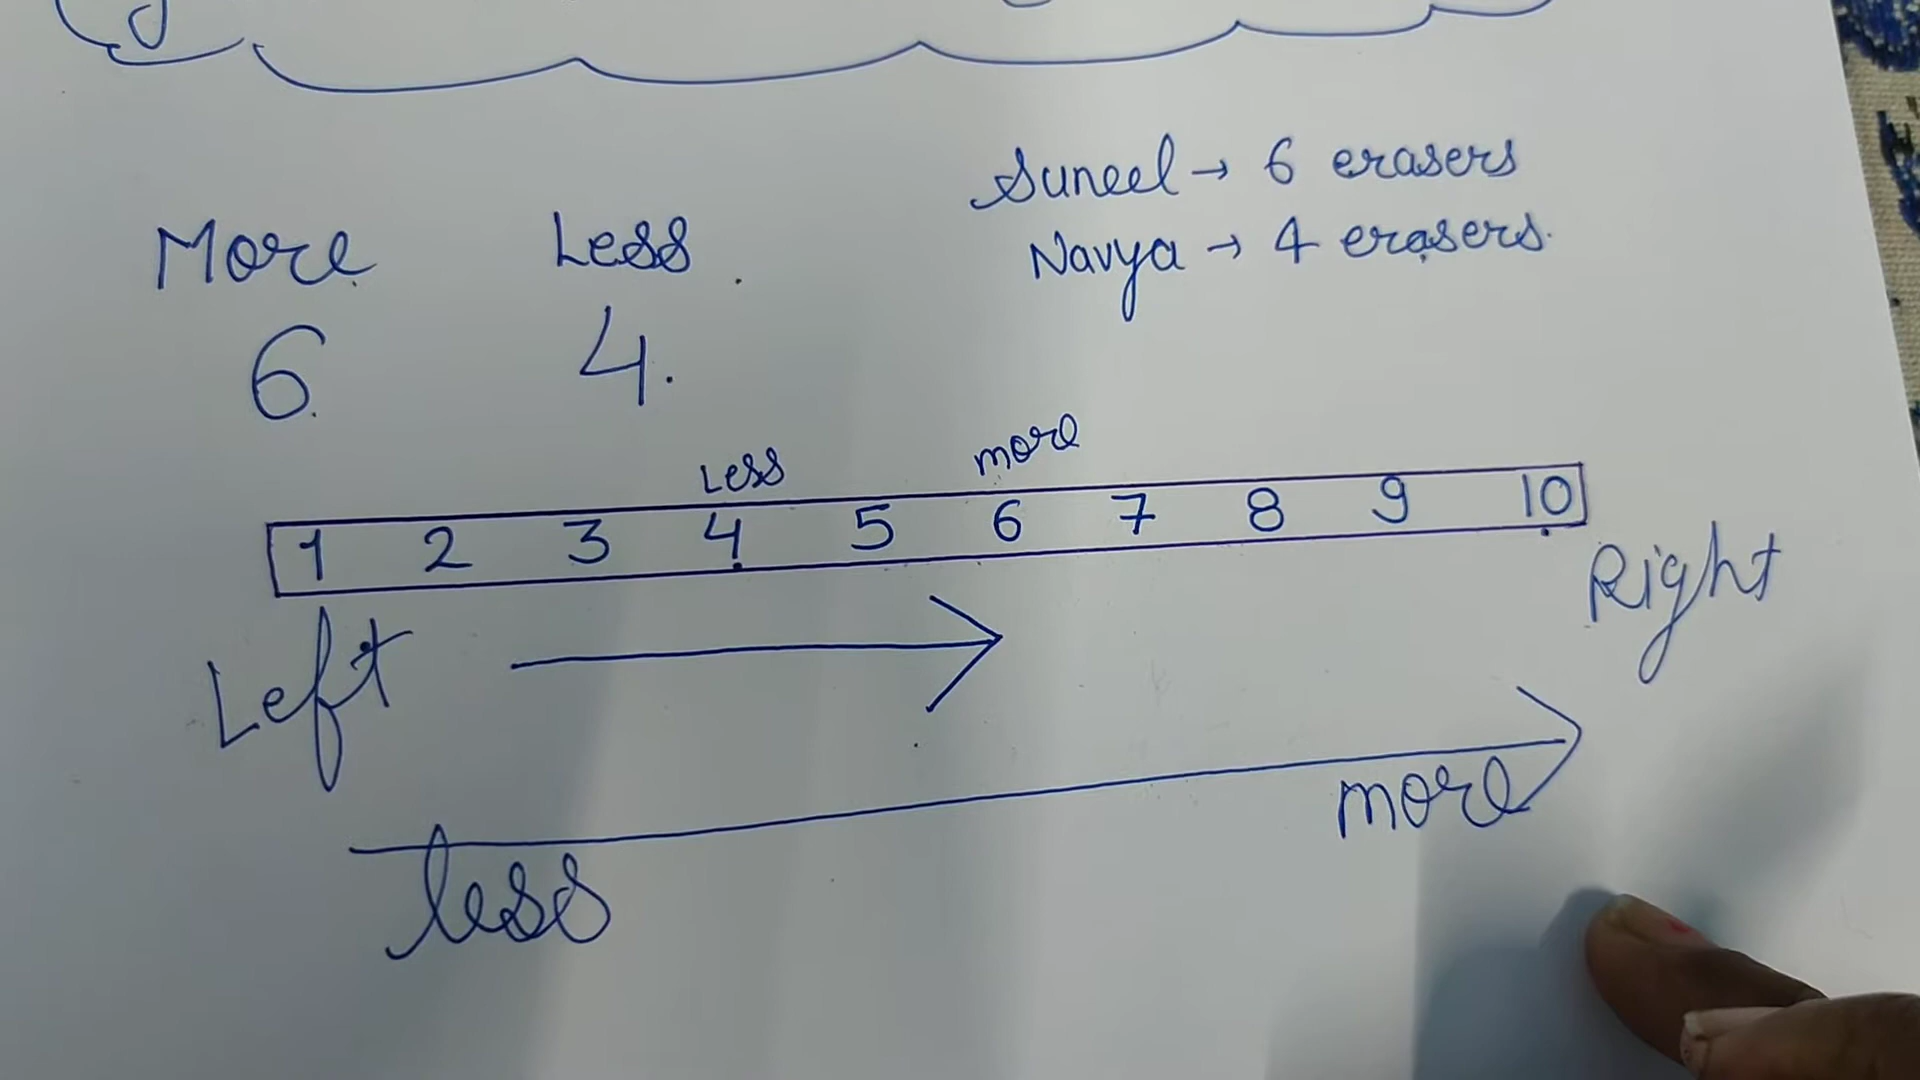 Suneel → 6 erasers
Navya → 4 erasers.
More Less
6 4.
Less more
1 2 3 4 5 6 7 8 9 10
Left Right
less more